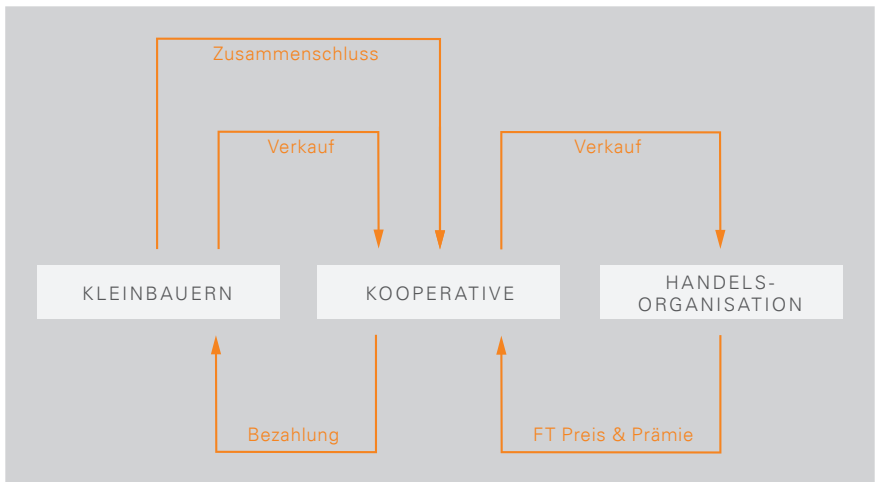 Zusammenschluss
Verkauf
Verkauf
KLEINBAUERN
KOOPERATIVE
HANDELS-
ORGANISATION
Bezahlung
FT Preis & Prämie